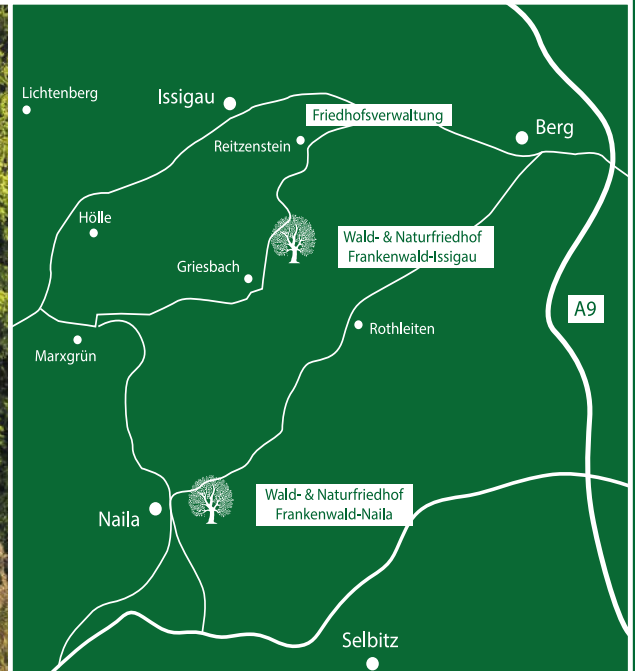 Lichtenberg
Issigau
Friedhofsverwaltung
Berg
Reitzenstein
Hölle
Wald- & Naturfriedhof
Frankenwald-Issigau
Griesbach
A9
Rothleiten
Marxgrün
Wald- & Naturfriedhof
Frankenwald-Naila
Naila
Selbitz